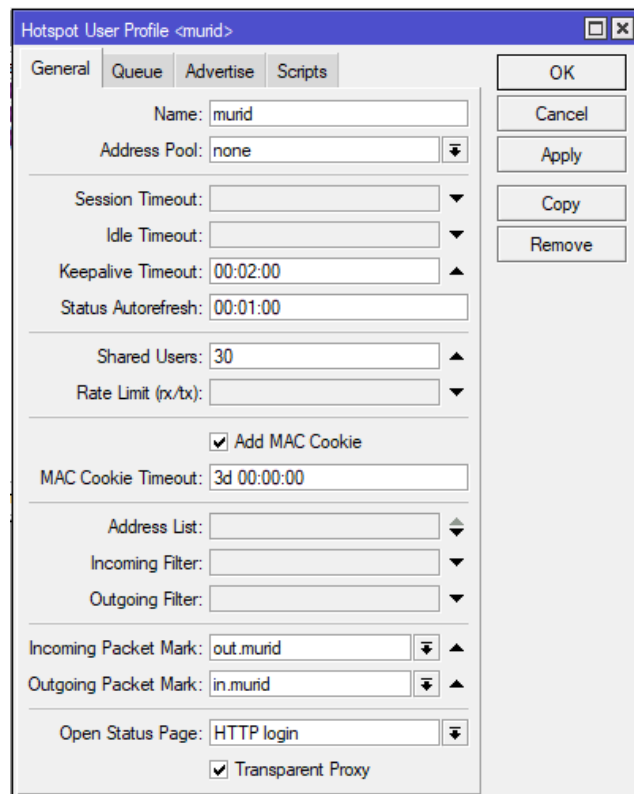 Hotspot User Profile <murid>
General Queue Advertise Scripts
OK
Name: murid
Cancel
Address Pool: none
Apply
Session Timeout:
Copy
Idle Timeout:
Remove
Keepalive Timeout: 00:02:00
Status Autorefresh: 00:01:00
Shared Users: 30
Rate Limit (rx/tx):
Add MAC Cookie
MAC Cookie Timeout: 3d 00:00:00
Address List:
Incoming Filter:
Outgoing Filter:
Incoming Packet Mark: out.murid
Outgoing Packet Mark: in.murid
Open Status Page: HTTP login
Transparent Proxy